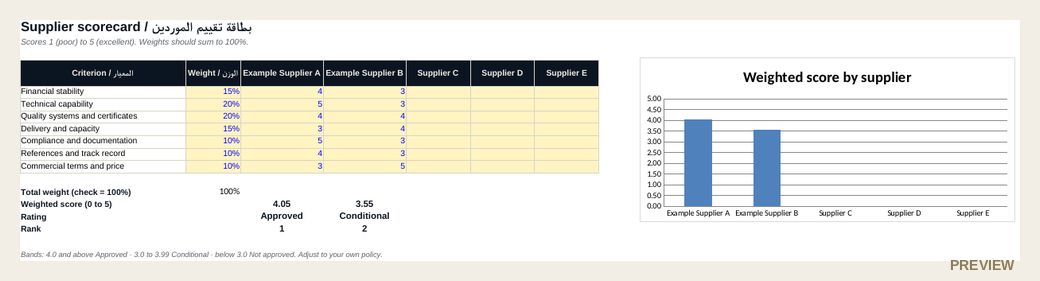 Supplier scorecard / بطاقة تقييم الموردين
Scores 1 (poor) to 5 (excellent). Weights should sum to 100%.
Criterion / المعيار Weight / الوزن Example Supplier A Example Supplier B Supplier C Supplier D Supplier E
Financial stability 15% 4 3
Technical capability 20% 5 3
Quality systems and certificates 20% 4 4
Delivery and capacity 15% 3 4
Compliance and documentation 10% 5 3
References and track record 10% 4 3
Commercial terms and price 10% 3 5
Total weight (check = 100%) 100%
Weighted score (0 to 5) 4.05 3.55
Rating Approved Conditional
Rank 1 2
Bands: 4.0 and above Approved · 3.0 to 3.99 Conditional · below 3.0 Not approved. Adjust to your own policy.
Weighted score by supplier
5.00
4.50
4.00
3.50
3.00
2.50
2.00
1.50
1.00
0.50
0.00
Example Supplier A Example Supplier B Supplier C Supplier D Supplier E
PREVIEW